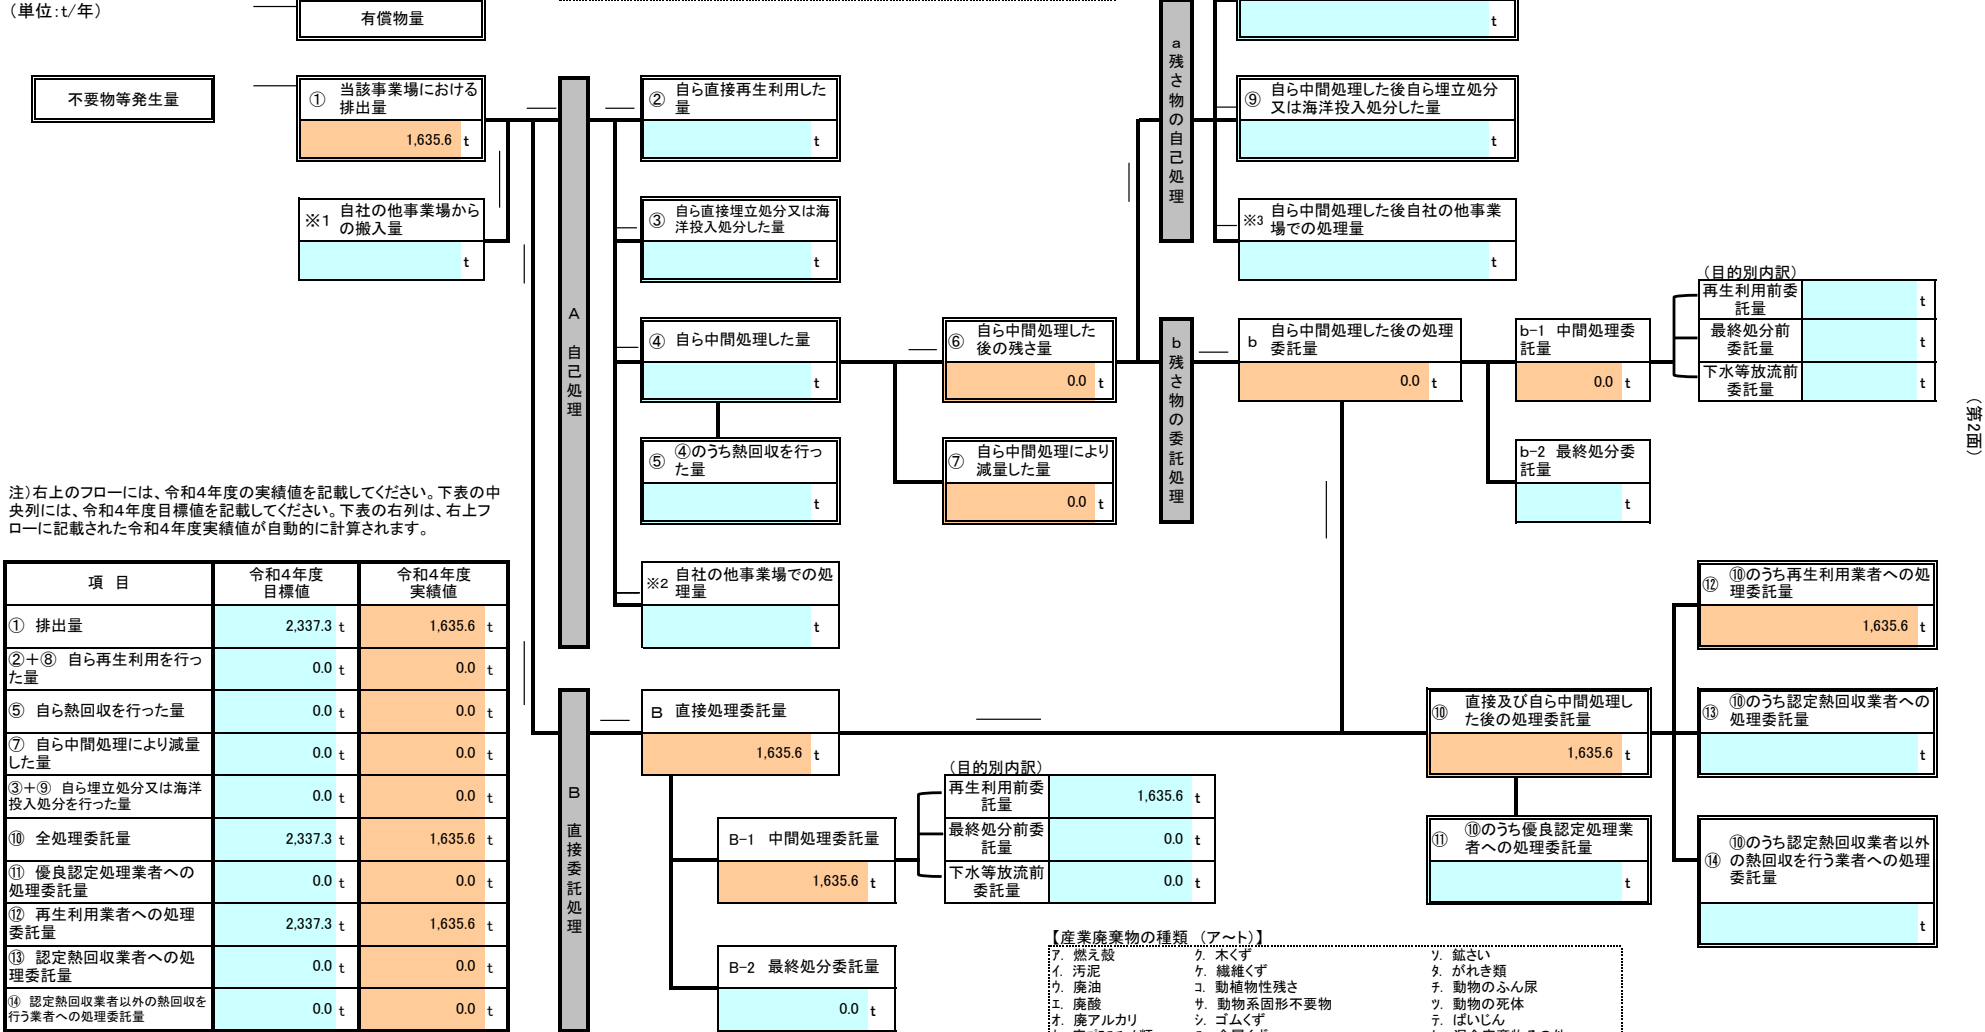 （単位：t/年）
有償物量
t
不要物等発生量
① 当該事業場における
排出量
1,635.6 t
② 自ら直接再生利用した
量
t
⑨ 自ら中間処理した後自ら埋立処分
又は海洋投入処分した量
t
a 残さ物の自己処理
※1 自社の他事業場から
の搬入量
t
③ 自ら直接埋立処分又は海
洋投入処分した量
t
※3 自ら中間処理した後自社の他事業
場での処理量
t
A 自己処理
④ 自ら中間処理した量
t
⑥ 自ら中間処理した
後の残さ量
0.0 t
b 残さ物の委託処理
b 自ら中間処理した後の処理
委託量
0.0 t
b-1 中間処理委
託量
0.0 t
（目的別内訳）
再生利用前委
託量
t
最終処分前
委託量
t
下水等放流前
委託量
t
（第2面）
⑤ ④のうち熱回収を行っ
た量
t
⑦ 自ら中間処理により
減量した量
0.0 t
b-2 最終処分委
託量
t
注）右上のフローには、令和4年度の実績値を記載してください。下表の中
央列には、令和4年度目標値を記載してください。下表の右列は、右上フ
ローに記載された令和4年度実績値が自動的に計算されます。
※2 自社の他事業場での処
理量
t
項 目
令和4年度
目標値
令和4年度
実績値
① 排出量 2,337.3 t 1,635.6 t
②＋⑧ 自ら再生利用を行っ
た量 0.0 t 0.0 t
⑤ 自ら熱回収を行った量 0.0 t 0.0 t
⑦ 自ら中間処理により減量
した量 0.0 t 0.0 t
③＋⑨ 自ら埋立処分又は海洋
投入処分を行った量 0.0 t 0.0 t
⑩ 全処理委託量 2,337.3 t 1,635.6 t
⑪ 優良認定処理業者への
処理委託量 0.0 t 0.0 t
⑫ 再生利用業者への処理
委託量 2,337.3 t 1,635.6 t
⑬ 認定熱回収業者への処
理委託量 0.0 t 0.0 t
⑭ 認定熱回収業者以外の熱回収を
行う業者への処理委託量 0.0 t 0.0 t
B 直接委託処理
B 直接処理委託量
1,635.6 t
B-1 中間処理委託量
1,635.6 t
B-2 最終処分委託量
0.0 t
（目的別内訳）
再生利用前委
託量
1,635.6 t
最終処分前委
託量
0.0 t
下水等放流前
委託量
0.0 t
⑩ 直接及び自ら中間処理し
た後の処理委託量
1,635.6 t
⑪ ⑩のうち優良認定処理業
者への処理委託量
t
⑫ ⑩のうち再生利用業者への処
理委託量
1,635.6 t
⑬ ⑩のうち認定熱回収業者への
処理委託量
t
⑭ ⑩のうち認定熱回収業者以外
の熱回収を行う業者への処理
委託量
t
【産業廃棄物の種類 （ア～ト）】
ア. 燃え殻 ク. 木くず ソ. 鉱さい
イ. 汚泥 ケ. 繊維くず タ. がれき類
ウ. 廃油 コ. 動植物性残さ チ. 動物のふん尿
エ. 廃酸 サ. 動物系固形不要物 ツ. 動物の死体
オ. 廃アルカリ シ. ゴムくず テ. ばいじん